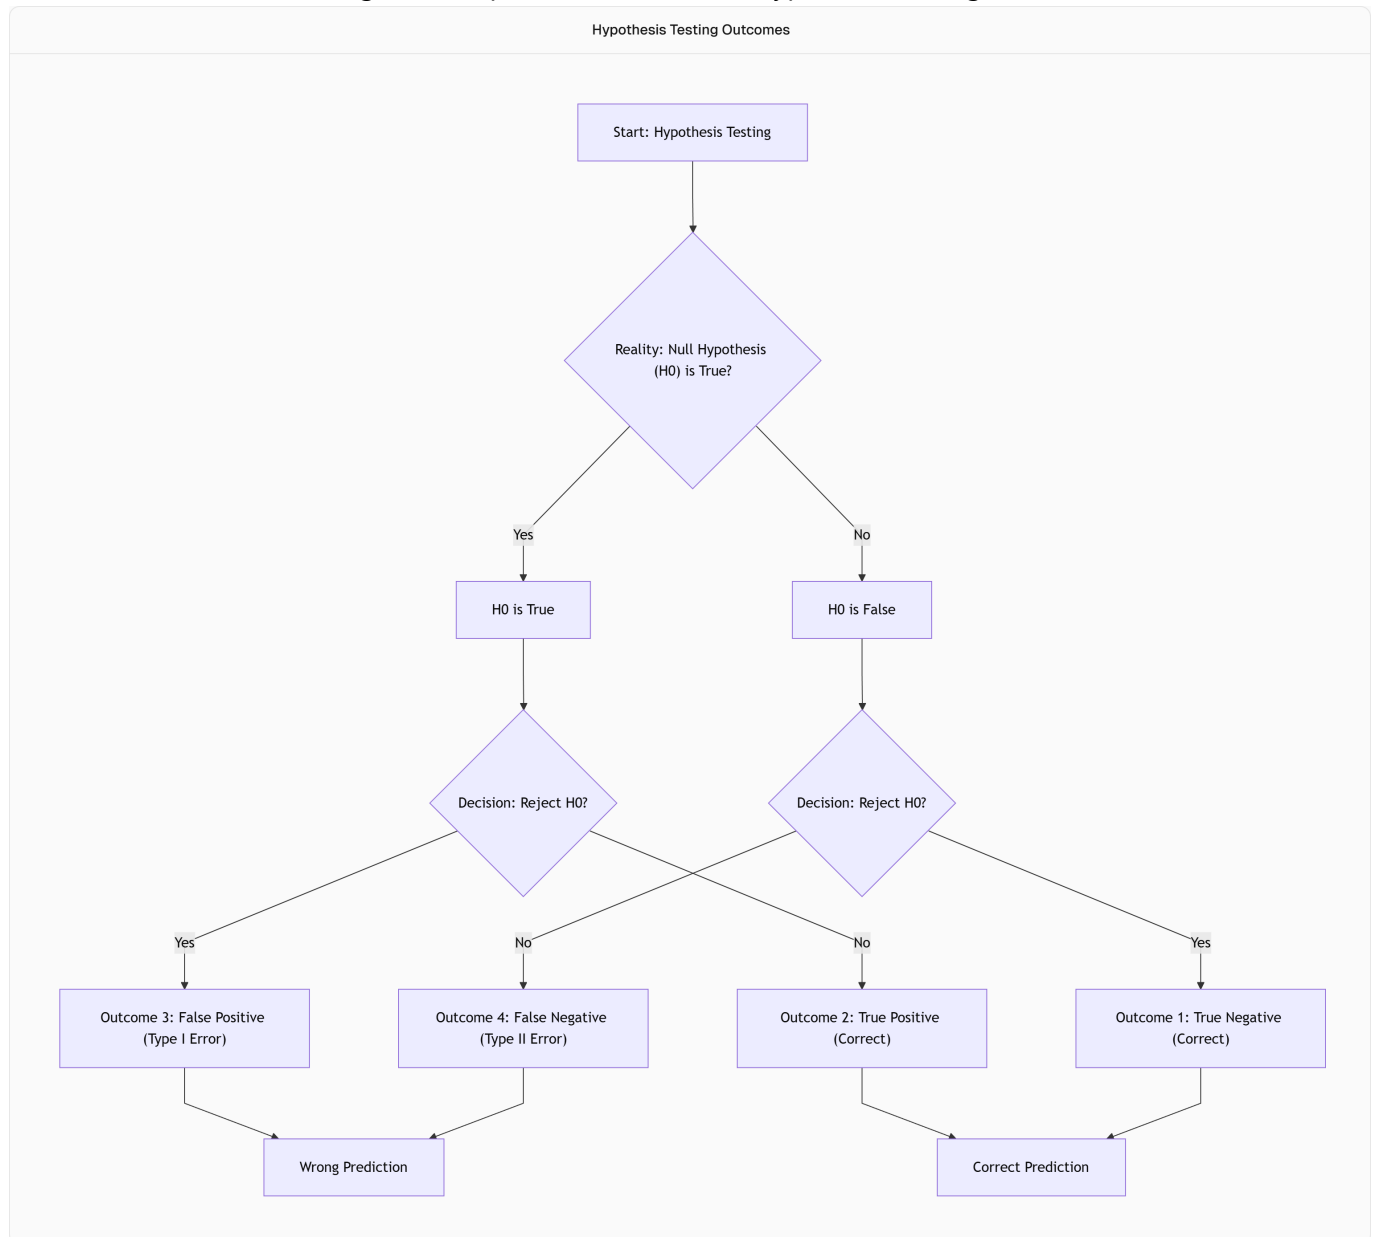 Hypothesis Testing Outcomes
Start: Hypothesis Testing
Reality: Null Hypothesis
(H0) is True?
Yes
No
H0 is True
H0 is False
Decision: Reject H0?
Decision: Reject H0?
Yes
No
No
Yes
Outcome 3: False Positive
(Type I Error)
Outcome 4: False Negative
(Type II Error)
Outcome 2: True Positive
(Correct)
Outcome 1: True Negative
(Correct)
Wrong Prediction
Correct Prediction